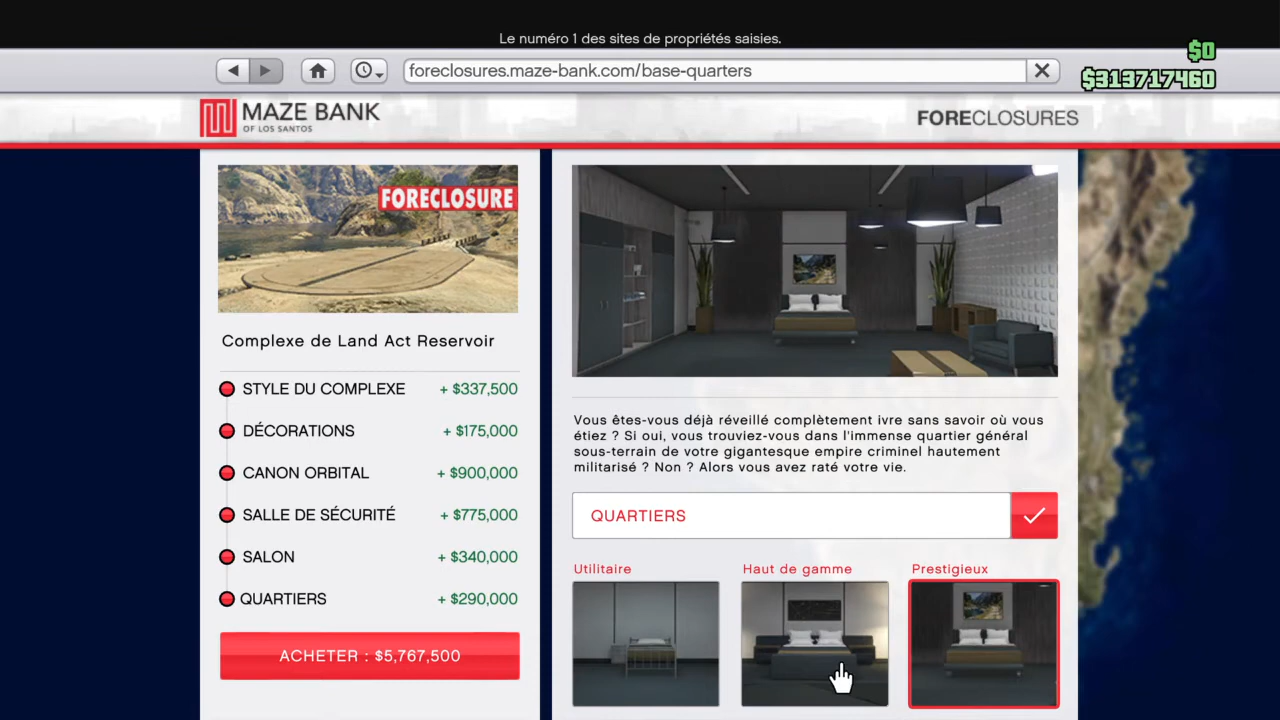 Le numéro 1 des sites de propriétés saisies.
$0
foreclosures.maze-bank.com/base-quarters
$313717460
MAZE BANK
OF LOS SANTOS
FORECLOSURES
FORECLOSURE
Complexe de Land Act Reservoir
STYLE DU COMPLEXE + $337,500
DÉCORATIONS + $175,000
CANON ORBITAL + $900,000
SALLE DE SÉCURITÉ + $775,000
SALON + $340,000
QUARTIERS + $290,000
ACHETER : $5,767,500
Vous êtes-vous déjà réveillé complètement ivre sans savoir où vous
étiez ? Si oui, vous trouviez-vous dans l'immense quartier général
sous-terrain de votre gigantesque empire criminel hautement
militarisé ? Non ? Alors vous avez raté votre vie.
QUARTIERS
Utilitaire
Haut de gamme
Prestigieux